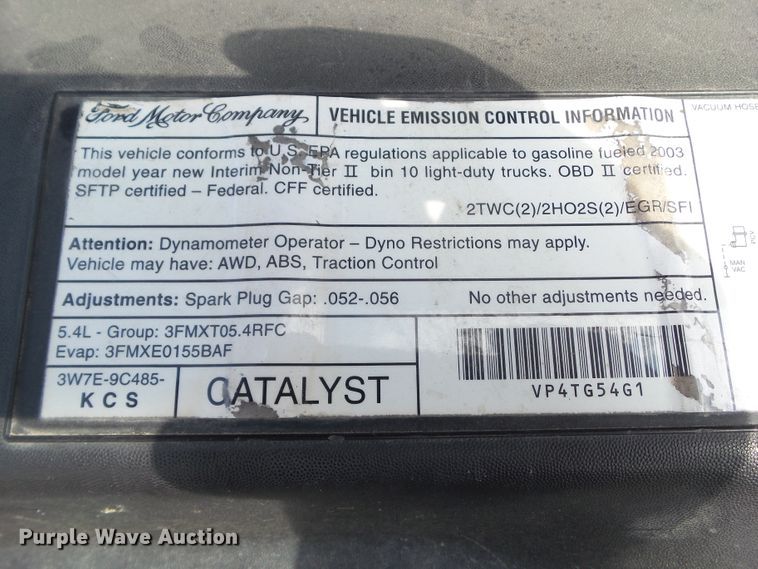 Ford Motor Company
VEHICLE EMISSION CONTROL INFORMATION
VACUUM HOSE
This vehicle conforms to U.S. EPA regulations applicable to gasoline fueled 2003
model year new Interim Non-Tier II bin 10 light-duty trucks. OBD II certified.
SFTP certified – Federal. CFF certified.
2TWC(2)/2HO2S(2)/EGR/SFI
Attention: Dynamometer Operator – Dyno Restrictions may apply.
Vehicle may have: AWD, ABS, Traction Control
PCV
MAN
VAC
Adjustments: Spark Plug Gap: .052-.056 No other adjustments needed.
5.4L - Group: 3FMXT05.4RFC
Evap: 3FMXE0155BAF
3W7E-9C485-
KCS
CATALYST
VP4TG54G1
Purple Wave Auction